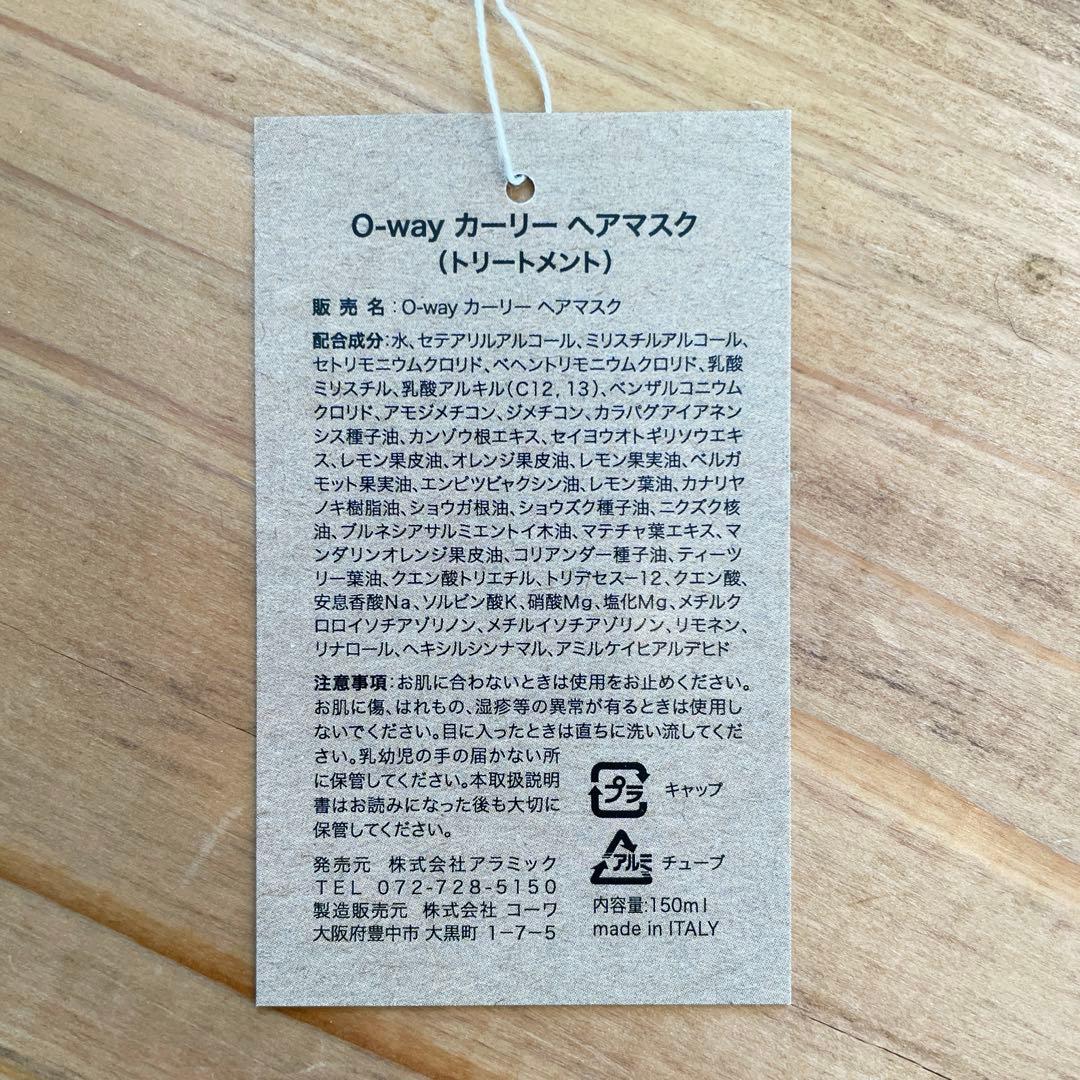 O-way カーリー ヘアマスク
（トリートメント）
販売名：O-way カーリー ヘアマスク
配合成分：水、セテアリルアルコール、ミリスチルアルコール、
セトリモニウムクロリド、ベヘントリモニウムクロリド、乳酸
ミリスチル、乳酸アルキル（C12，13）、ベンザルコニウム
クロリド、アモジメチコン、ジメチコン、カラパグアイアネン
シス種子油、カンゾウ根エキス、セイヨウオトギリソウエキ
ス、レモン果皮油、オレンジ果皮油、レモン果実油、ベルガ
モット果実油、エンピツビャクシン油、レモン葉油、カナリヤ
ノキ樹脂油、ショウガ根油、ショウズク種子油、ニクズク核
油、ブルネシアサルミエントイ木油、マテチャ葉エキス、マ
ンダリンオレンジ果皮油、コリアンダー種子油、ティーツ
リー葉油、クエン酸トリエチル、トリデセス-12、クエン酸、
安息香酸Na、ソルビン酸K、硝酸Mg、塩化Mg、メチルク
ロロイソチアゾリノン、メチルイソチアゾリノン、リモネン、
リナロール、ヘキシルシンナマル、アミルケイヒアルデヒド
注意事項：お肌に合わないときは使用をお止めください。
お肌に傷、はれもの、湿疹等の異常が有るときは使用し
ないでください。目に入ったときは直ちに洗い流してくだ
さい。乳幼児の手の届かない所
に保管してください。本取扱説明
書はお読みになった後も大切に
保管してください。
プラ キャップ
アルミ チューブ
発売元 株式会社アラミック
TEL 072-728-5150
製造販売元 株式会社 コーワ
大阪府豊中市 大黒町 1-7-5
内容量：150ml
made in ITALY